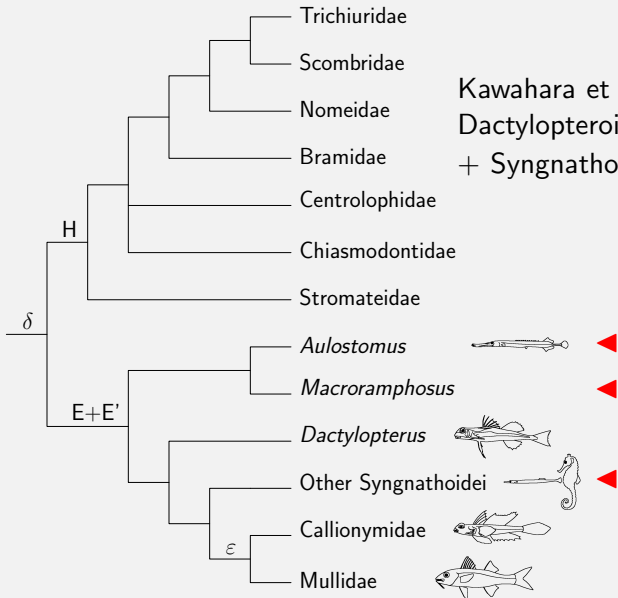 Trichiuridae
Scombridae
Nomeidae
Bramidae
Centrolophidae
Chiasmodontidae
Stromateidae
Aulostomus
Macroramphosus
Dactylopterus
Other Syngnathoidei
Callionymidae
Mullidae
H
δ
E+E'
ε
Kawahara et
Dactylopteroi
+ Syngnatho